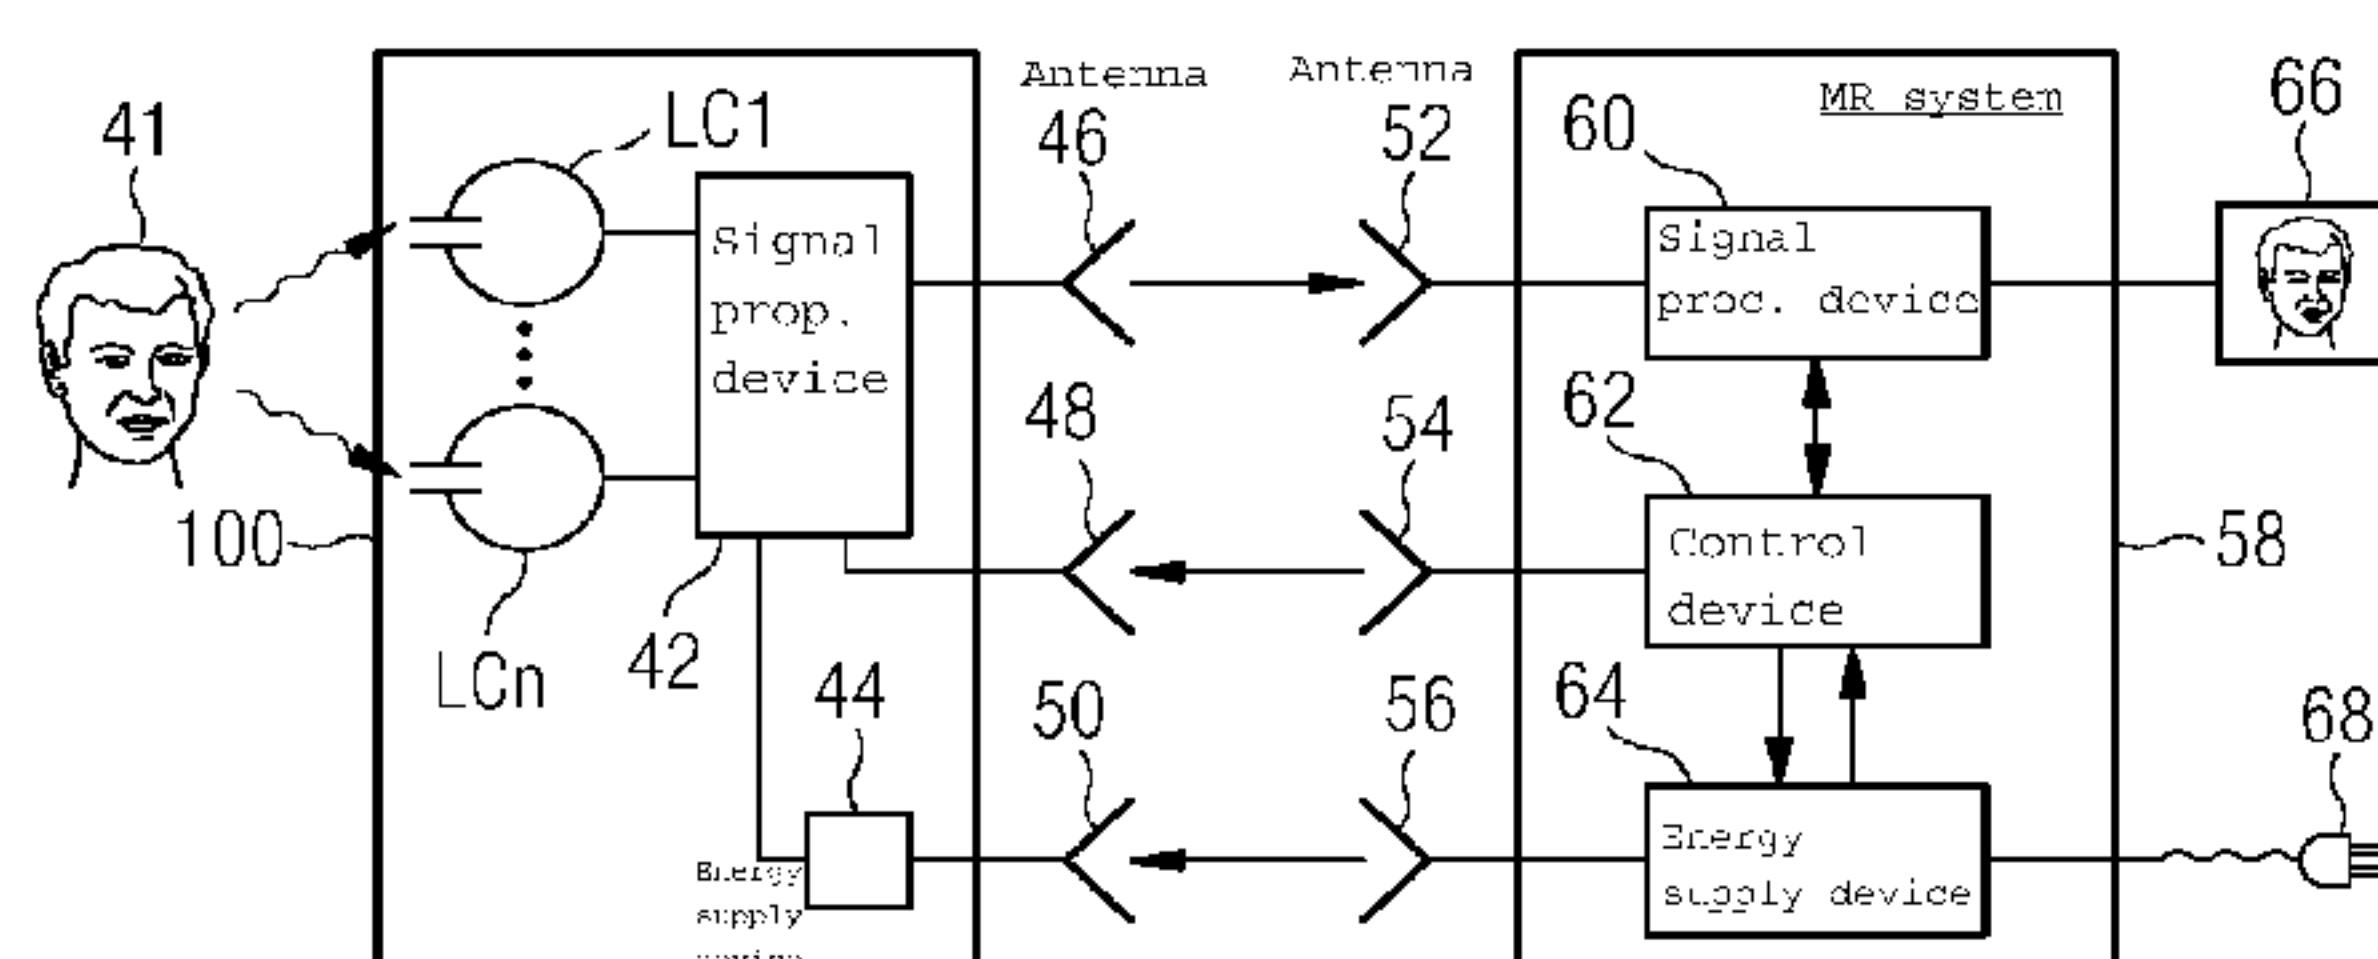 Antenna
Antenna
MR system
66
41
LC1
46
52
60
Signal
prop.
device
Signal
proc. device
48
54
62
100
Control
device
58
42
LCn
44
50
56
64
68
Energy
supply
Energy
supply device